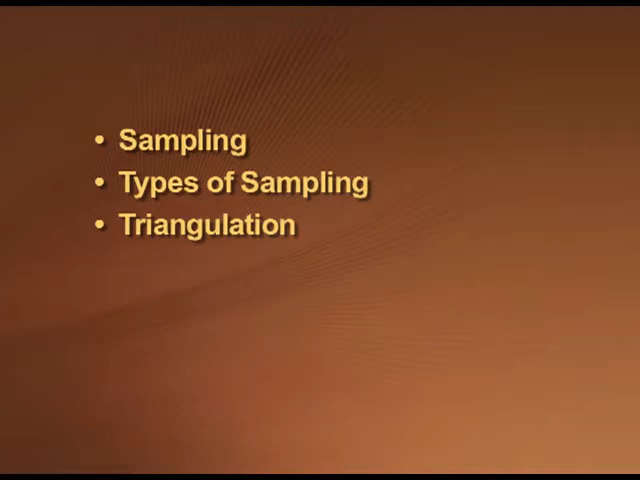 • Sampling
• Types of Sampling
• Triangulation